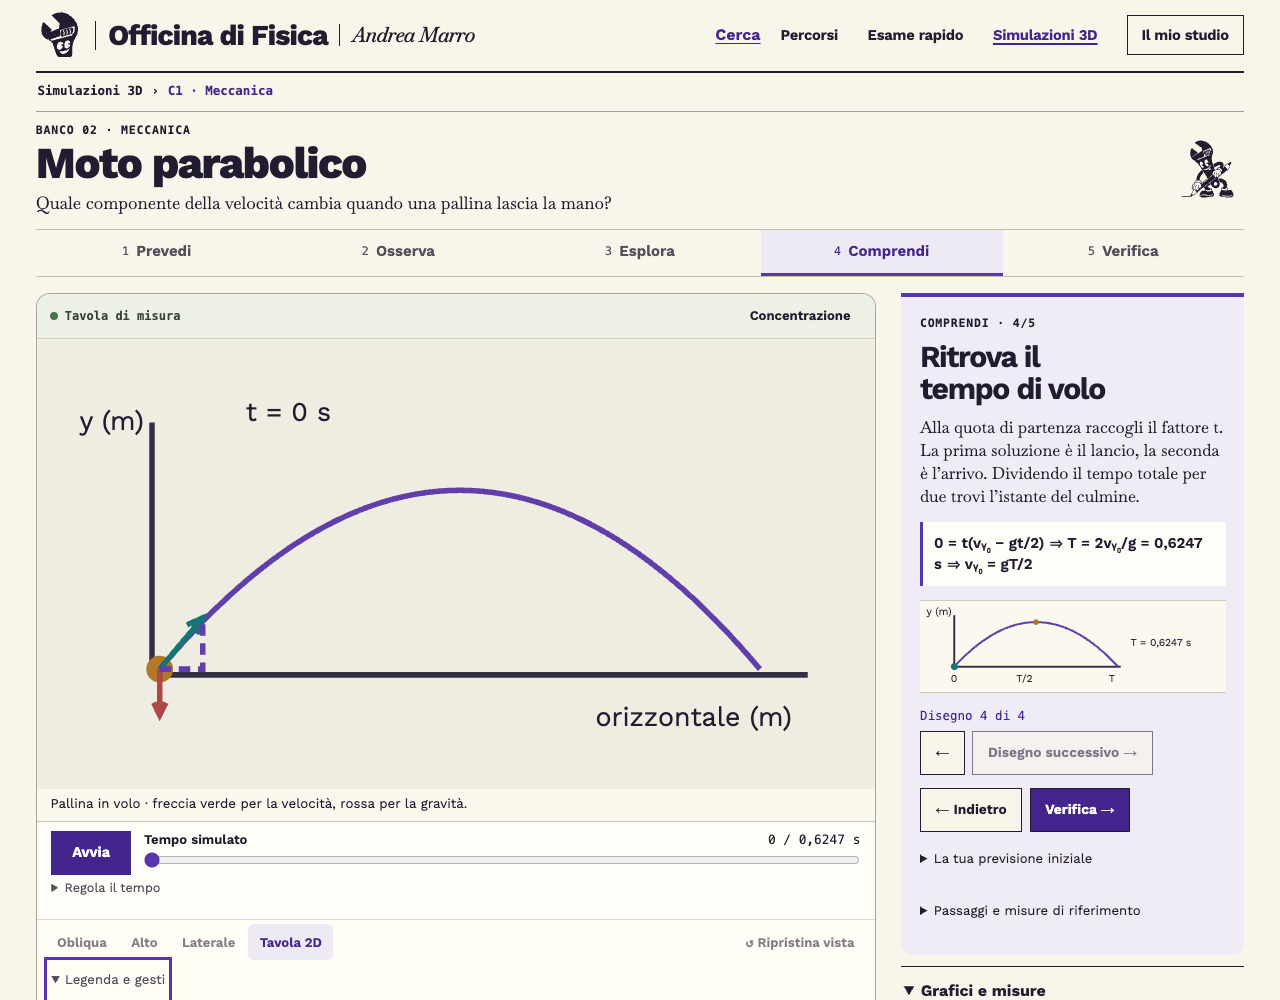 Officina di Fisica
Andrea Marro
Cerca
Percorsi
Esame rapido
Simulazioni 3D
Il mio studio
Simulazioni 3D › C1 · Meccanica
BANCO 02 · MECCANICA
Moto parabolico
Quale componente della velocità cambia quando una pallina lascia la mano?
1 Prevedi
2 Osserva
3 Esplora
4 Comprendi
5 Verifica
Tavola di misura
Concentrazione
y (m)
t = 0 s
orizzontale (m)
Pallina in volo · freccia verde per la velocità, rossa per la gravità.
Avvia
Tempo simulato
0 / 0,6247 s
▶ Regola il tempo
Obliqua
Alto
Laterale
Tavola 2D
↺ Ripristina vista
▼ Legenda e gesti
COMPRENDI · 4/5
Ritrova il
tempo di volo
Alla quota di partenza raccogli il fattore t.
La prima soluzione è il lancio, la seconda
è l’arrivo. Dividendo il tempo totale per
due trovi l’istante del culmine.
0 = t(vᵧ₀ − gt/2) ⇒ T = 2vᵧ₀/g = 0,6247
s ⇒ vᵧ₀ = gT/2
y (m)
T = 0,6247 s
0
T/2
T
Disegno 4 di 4
←
Disegno successivo →
← Indietro
Verifica →
▶ La tua previsione iniziale
▶ Passaggi e misure di riferimento
▼ Grafici e misure